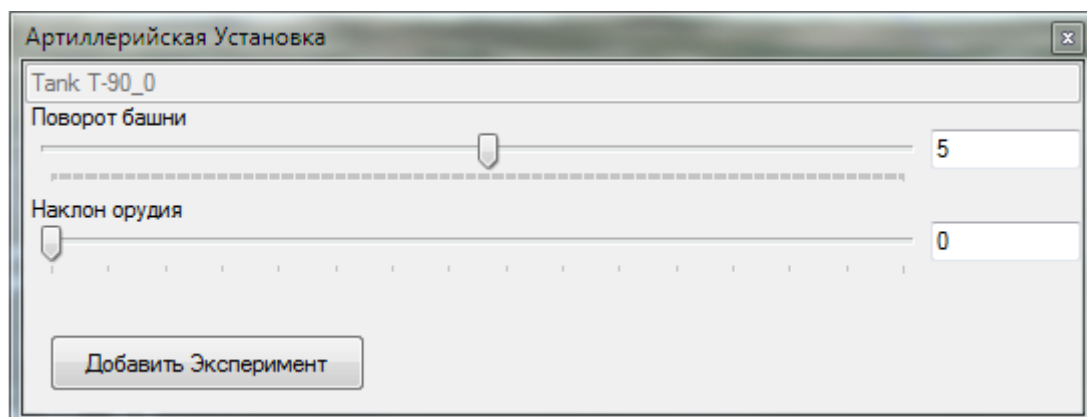 Артиллерийская Установка
Tank T-90_0
Поворот башни
5
Наклон орудия
0
Добавить Эксперимент